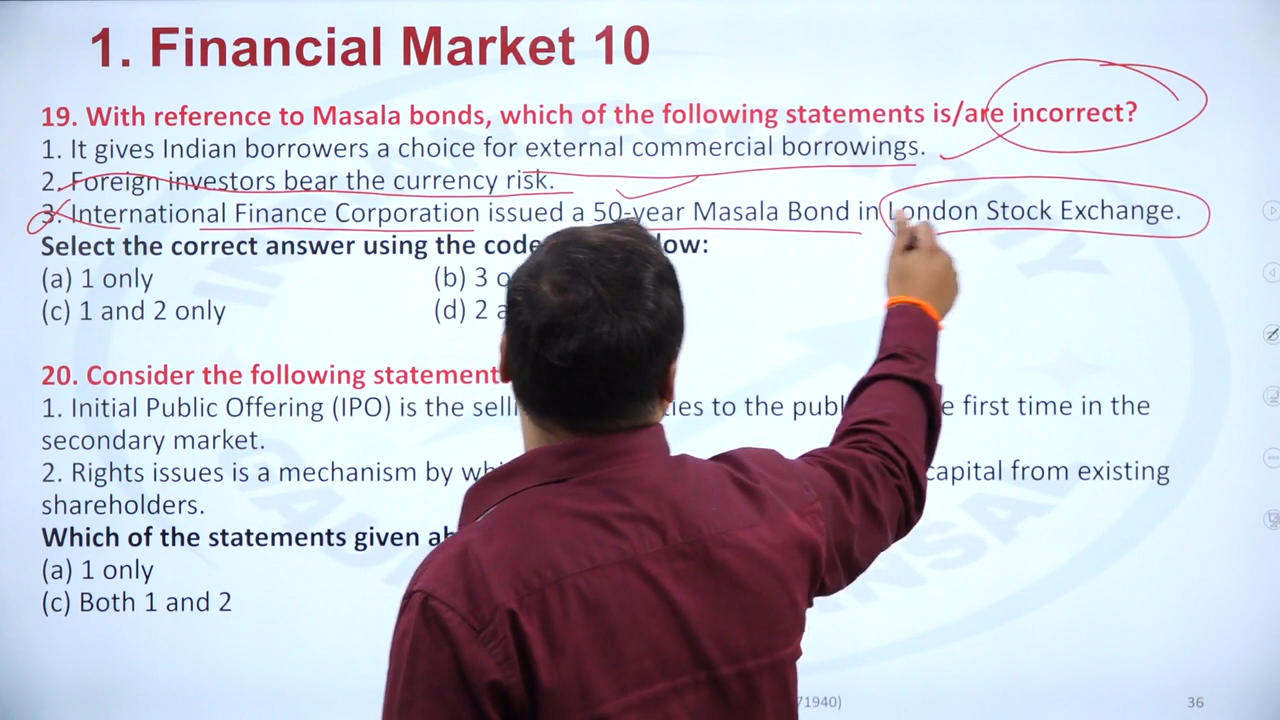 1. Financial Market 10
19. With reference to Masala bonds, which of the following statements is/are incorrect?
1. It gives Indian borrowers a choice for external commercial borrowings.
2. Foreign investors bear the currency risk.
3. International Finance Corporation issued a 50-year Masala Bond in London Stock Exchange.
Select the correct answer using the code
(a) 1 only (b) 3
(c) 1 and 2 only (d) 2
20. Consider the following statement
1. Initial Public Offering (IPO) is the to the first time in the
secondary market.
2. Rights issues is a mechanism by capital from existing
shareholders.
Which of the statements given
(a) 1 only
(c) Both 1 and 2
71940) 36